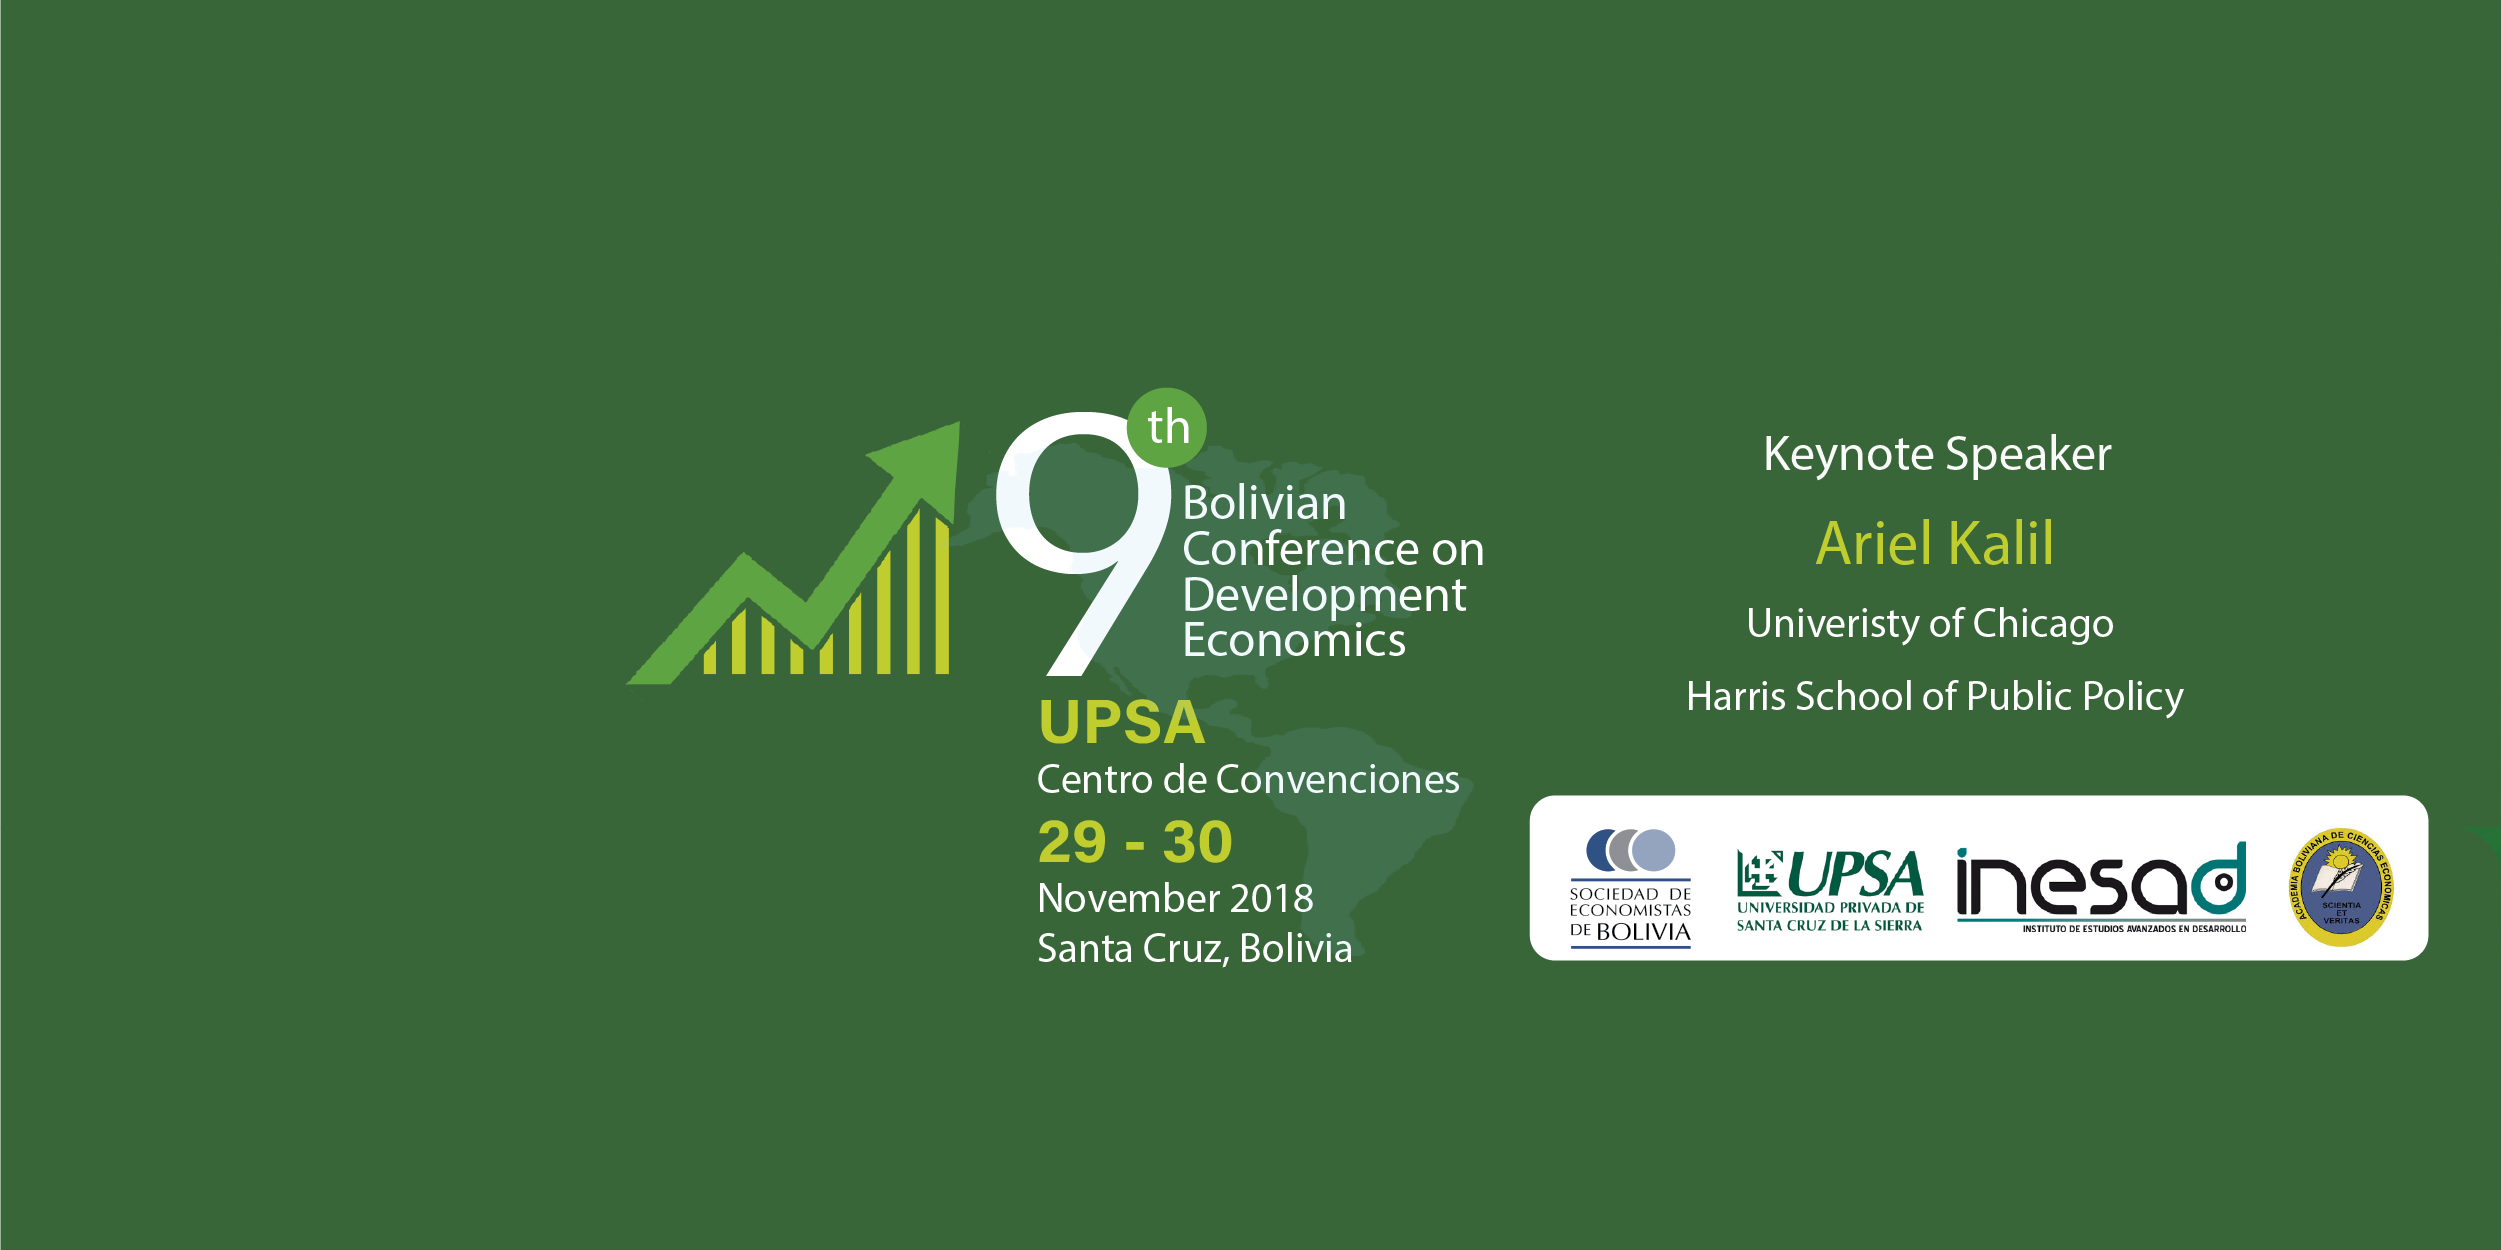 9th
Bolivian
Conference on
Development
Economics
UPSA
Centro de Convenciones
29 - 30
November 2018
Santa Cruz, Bolivia
Keynote Speaker
Ariel Kalil
Univeristy of Chicago
Harris School of Public Policy
SOCIEDAD DE
ECONOMISTAS
DE BOLIVIA
UPSA
UNIVERSIDAD PRIVADA DE
SANTA CRUZ DE LA SIERRA
inesad
INSTITUTO DE ESTUDIOS AVANZADOS EN DESARROLLO
ACADEMIA BOLIVIANA DE CIENCIAS ECONOMICAS
SCIENTIA
ET
VERITAS